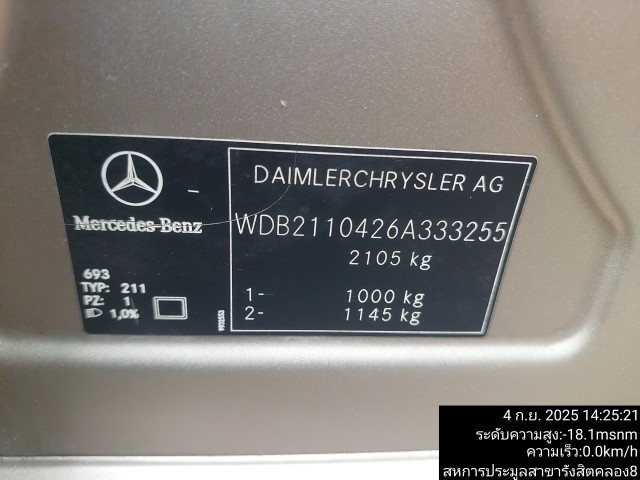 DAIMLERCHRYSLER AG
Mercedes-Benz
WDB2110426A333255
2105 kg
693
TYP: 211
PZ: 1
1,0%
1- 1000 kg
2- 1145 kg
4 ก.ย. 2025 14:25:21
ระดับความสูง:-18.1msnm
ความเร็ว:0.0km/h
สหการประมูลสาขารังสิตคลอง8